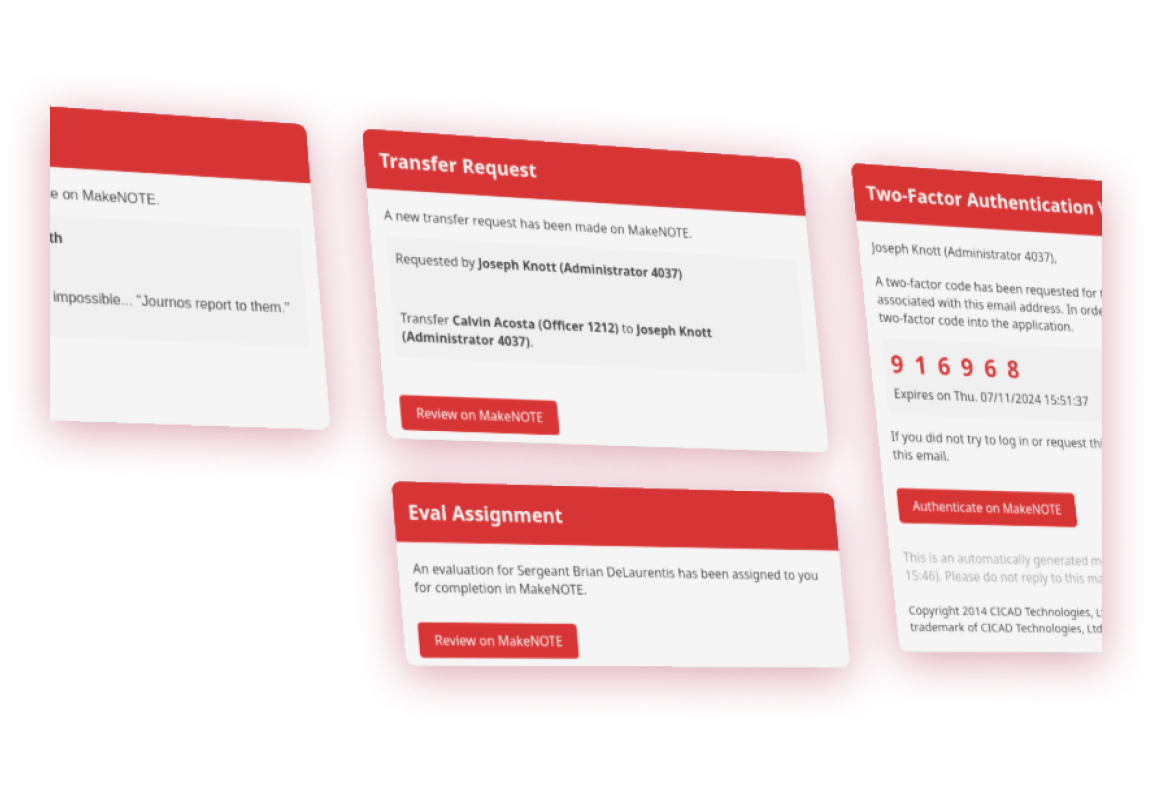 e on MakeNOTE.
th
impossible... "Journos report to them."
Transfer Request
A new transfer request has been made on MakeNOTE.
Requested by Joseph Knott (Administrator 4037)
Transfer Calvin Acosta (Officer 1212) to Joseph Knott
(Administrator 4037).
Review on MakeNOTE
Eval Assignment
An evaluation for Sergeant Brian DeLaurentis has been assigned to you
for completion in MakeNOTE.
Review on MakeNOTE
Two-Factor Authentication
Joseph Knott (Administrator 4037),
A two-factor code has been requested for
associated with this email address. In orde
two-factor code into the application.
9 1 6 9 6 8
Expires on Thu. 07/11/2024 15:51:37
If you did not try to log in or request thi
this email.
Authenticate on MakeNOTE
This is an automatically generated m
15:46). Please do not reply to this ma
Copyright 2014 CICAD Technologies, L
trademark of CICAD Technologies, Ltd